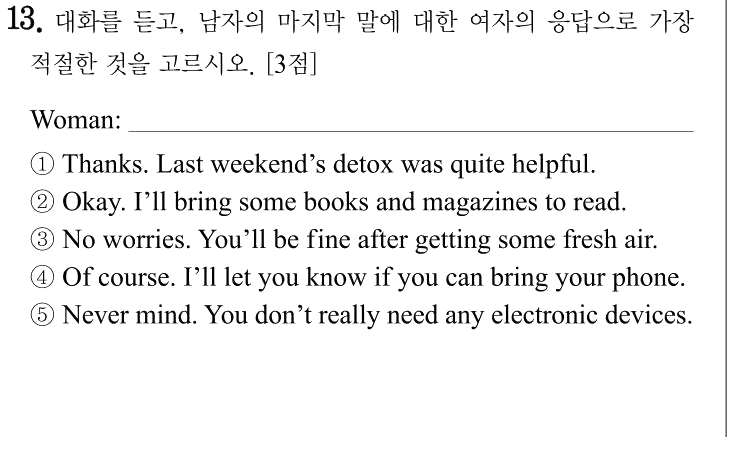 13. 대화를 듣고, 남자의 마지막 말에 대한 여자의 응답으로 가장
적절한 것을 고르시오. [3점]
Woman:
① Thanks. Last weekend's detox was quite helpful.
② Okay. I'll bring some books and magazines to read.
③ No worries. You'll be fine after getting some fresh air.
④ Of course. I'll let you know if you can bring your phone.
⑤ Never mind. You don't really need any electronic devices.